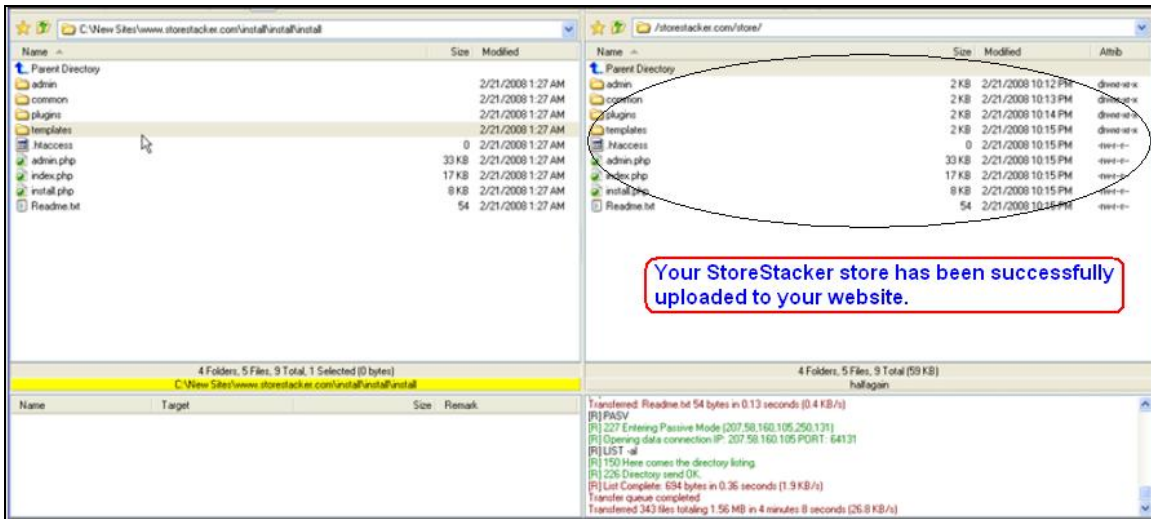 C:\New Sites\www.storestacker.com\install\install\install
Name Size Modified
Parent Directory
admin 2/21/2008 1:27 AM
common 2/21/2008 1:27 AM
plugins 2/21/2008 1:27 AM
templates 2/21/2008 1:27 AM
.htaccess 0 2/21/2008 1:27 AM
admin.php 33 KB 2/21/2008 1:27 AM
index.php 17 KB 2/21/2008 1:27 AM
install.php 8 KB 2/21/2008 1:27 AM
Readme.txt 54 2/21/2008 1:27 AM
4 Folders, 5 Files, 9 Total, 1 Selected (0 bytes)
C:\New Sites\www.storestacker.com\install\install\install
Name Target Size Remark
/storestacker.com/store/
Name Size Modified Attrib
Parent Directory
admin 2 KB 2/21/2008 10:12 PM
common 2 KB 2/21/2008 10:13 PM
plugins 2 KB 2/21/2008 10:14 PM
templates 2 KB 2/21/2008 10:15 PM
.htaccess 0 2/21/2008 10:15 PM
admin.php 33 KB 2/21/2008 10:15 PM
index.php 17 KB 2/21/2008 10:15 PM
install.php 8 KB 2/21/2008 10:15 PM
Readme.txt 54 2/21/2008 10:15 PM
Your StoreStacker store has been successfully
uploaded to your website.
4 Folders, 5 Files, 9 Total (59 KB)
halfagain
Transferred: Readme.txt 54 bytes in 0.13 seconds (0.4 KB/s)
[R] PASV
[R] 227 Entering Passive Mode (207,58,160,105,250,131)
[R] Opening data connection IP: 207.58.160.105 PORT: 64131
[R] LIST -al
[R] 150 Here comes the directory listing.
[R] 226 Directory send OK.
[R] List Complete: 694 bytes in 0.36 seconds (1.9 KB/s)
Transfer queue completed
Transferred 343 files totaling 1.56 MB in 4 minutes 8 seconds (26.8 KB/s)